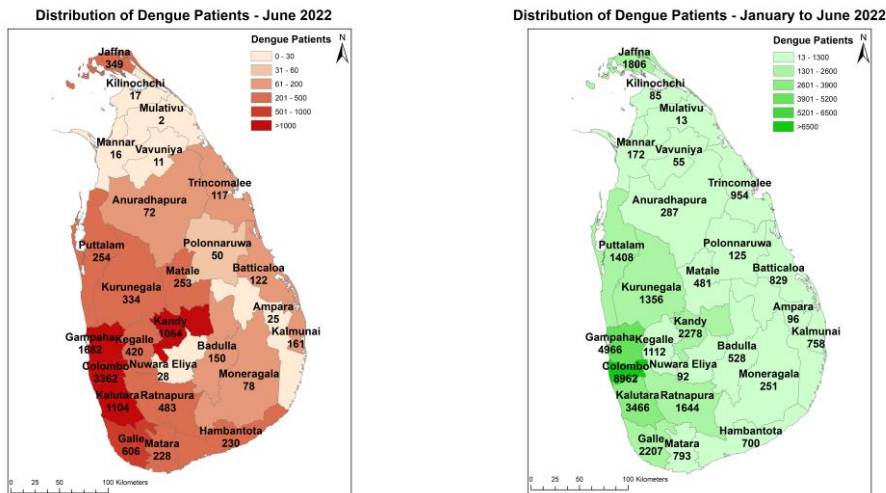 Distribution of Dengue Patients - June 2022
N
Dengue Patients
0 - 30
31 - 60
61 - 200
201 - 500
501 - 1000
>1000
Jaffna
349
Kilinochchi
17
Mulativu
2
Mannar
16
Vavuniya
11
Trincomalee
117
Anuradhapura
72
Puttalam
254
Polonnaruwa
50
Matale
253
Batticaloa
122
Kurunegala
334
Ampara
25
Kandy
1064
Kalmunai
161
Gampaha
1682
Kegalle
420
Badulla
150
Colombo
3362
Nuwara Eliya
28
Moneragala
78
Kalutara
1104
Ratnapura
483
Galle
606
Matara
228
Hambantota
230
0 25 50 100 Kilometers
Distribution of Dengue Patients - January to June 2022
N
Dengue Patients
13 - 1300
1301 - 2600
2601 - 3900
3901 - 5200
5201 - 6500
>6500
Jaffna
1806
Kilinochchi
85
Mulativu
13
Mannar
172
Vavuniya
55
Trincomalee
954
Anuradhapura
287
Puttalam
1408
Polonnaruwa
125
Matale
481
Batticaloa
829
Kurunegala
1356
Ampara
96
Kandy
2278
Kalmunai
758
Gampaha
4966
Kegalle
1112
Badulla
528
Colombo
8962
Nuwara Eliya
92
Moneragala
251
Kalutara
3466
Ratnapura
1644
Galle
2207
Matara
793
Hambantota
700
0 25 50 100 Kilometers